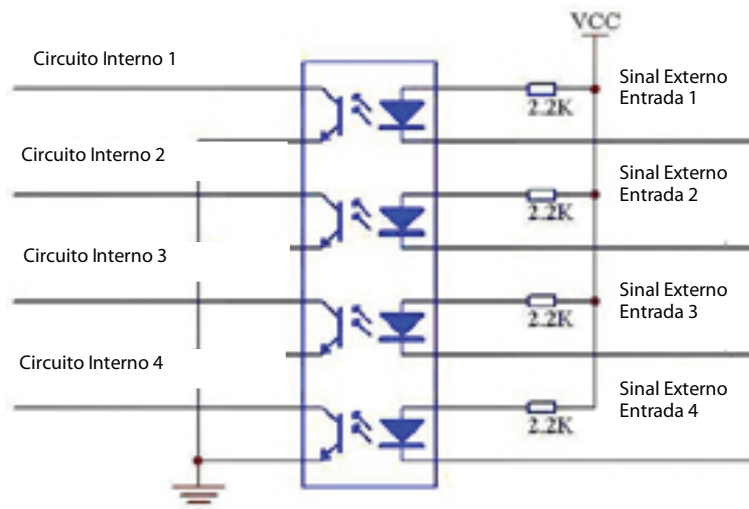 VCC
Circuito Interno 1
Sinal Externo
Entrada 1
2.2K
Circuito Interno 2
Sinal Externo
Entrada 2
2.2K
Circuito Interno 3
Sinal Externo
Entrada 3
2.2K
Circuito Interno 4
Sinal Externo
Entrada 4
2.2K